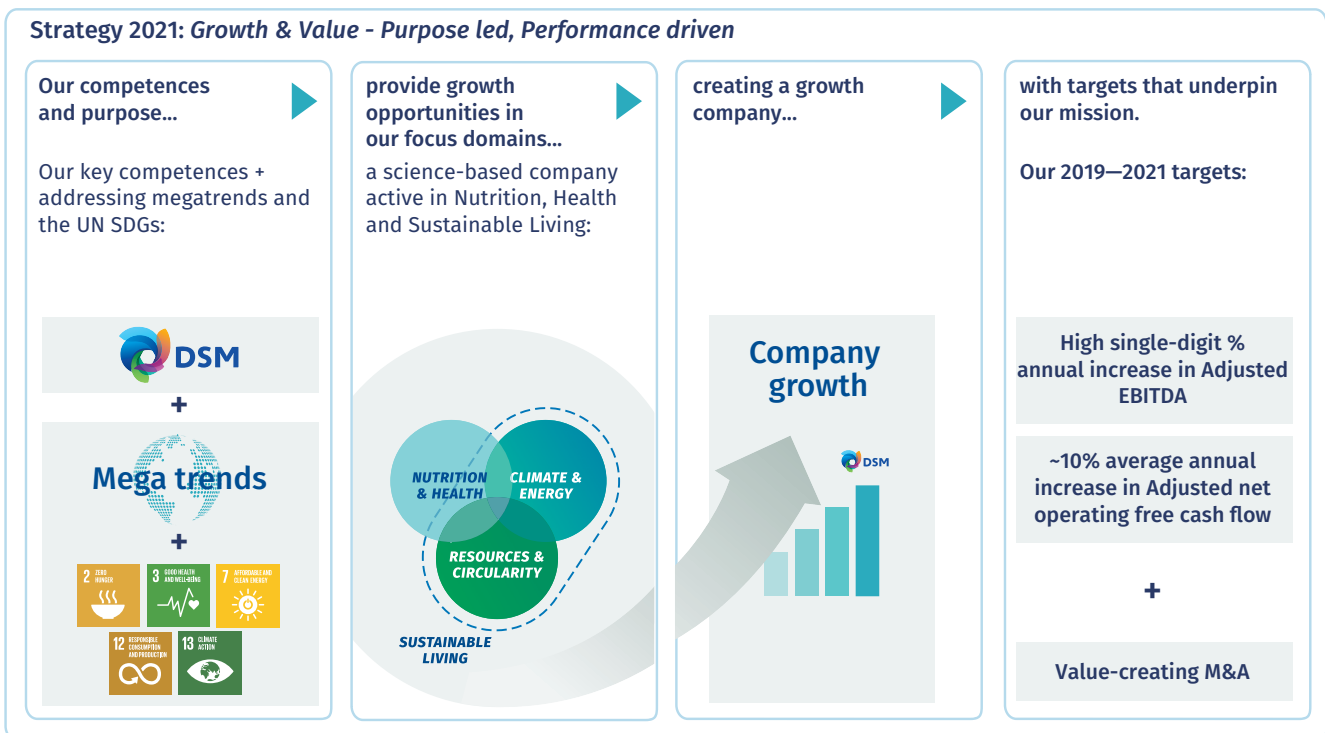 Strategy 2021: Growth & Value - Purpose led, Performance driven
Our competences
and purpose...
Our key competences +
addressing megatrends and
the UN SDGs:
DSM
+
Mega trends
+
2 ZERO
HUNGER
3 GOOD HEALTH
AND WELL-BEING
7 AFFORDABLE AND
CLEAN ENERGY
12 RESPONSIBLE
CONSUMPTION
AND PRODUCTION
13 CLIMATE
ACTION
provide growth
opportunities in
our focus domains...
a science-based company
active in Nutrition, Health
and Sustainable Living:
NUTRITION
& HEALTH
CLIMATE &
ENERGY
RESOURCES &
CIRCULARITY
SUSTAINABLE
LIVING
creating a growth
company...
Company
growth
DSM
with targets that underpin
our mission.
Our 2019—2021 targets:
High single-digit %
annual increase in Adjusted
EBITDA
~10% average annual
increase in Adjusted net
operating free cash flow
+
Value-creating M&A